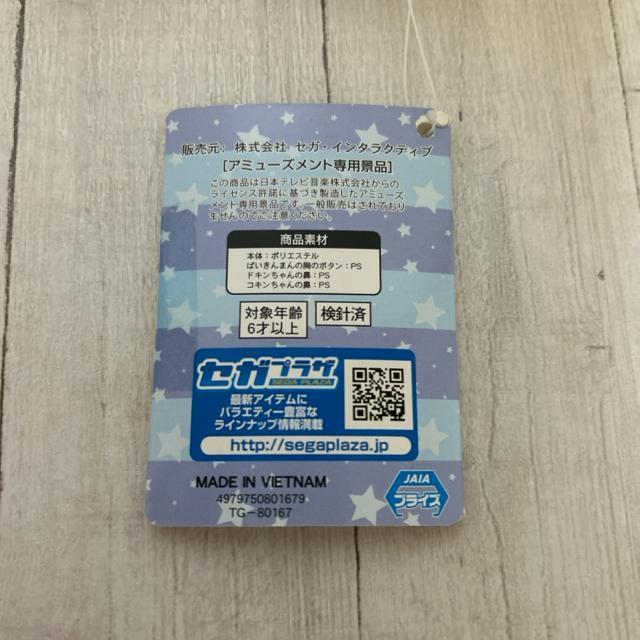 販売元: 株式会社 セガ・インタラクティブ
[アミューズメント専用景品]
この商品は日本テレビ音楽株式会社からの
ライセンス許諾に基づき製造したアミューズ
メント専用景品です。一般販売はされており
ませんのでご注意ください。
商品素材
本体：ポリエステル
ばいきんまんの胸のボタン：PS
ドキンちゃんの鼻：PS
コキンちゃんの鼻：PS
対象年齢
6才以上
検針済
セガプラザ
SEGA PLAZA
最新アイテムに
バラエティー豊富な
ラインナップ情報満載
http://segaplaza.jp
MADE IN VIETNAM
4979750801679
TG-80167
JAIA
プライズ